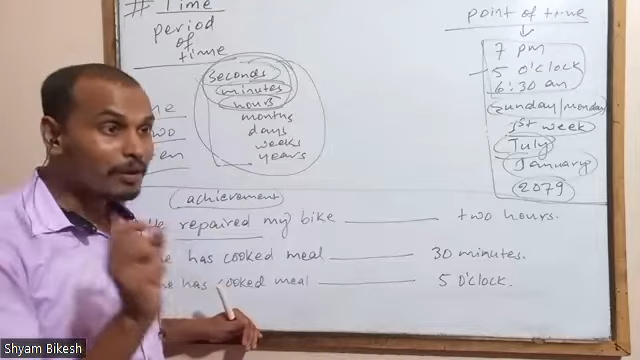 # Time
period
of
time
seconds
minutes
hours
months
days
weeks
years
point of time
7 pm
5 O'clock
6:30 am
Sunday/monday
1st week
July
January
2079
achievement
He repaired my bike ______ two hours.
has cooked meal ______ 30 minutes.
has cooked meal ______ 5 O'clock.
Shyam Bikesh